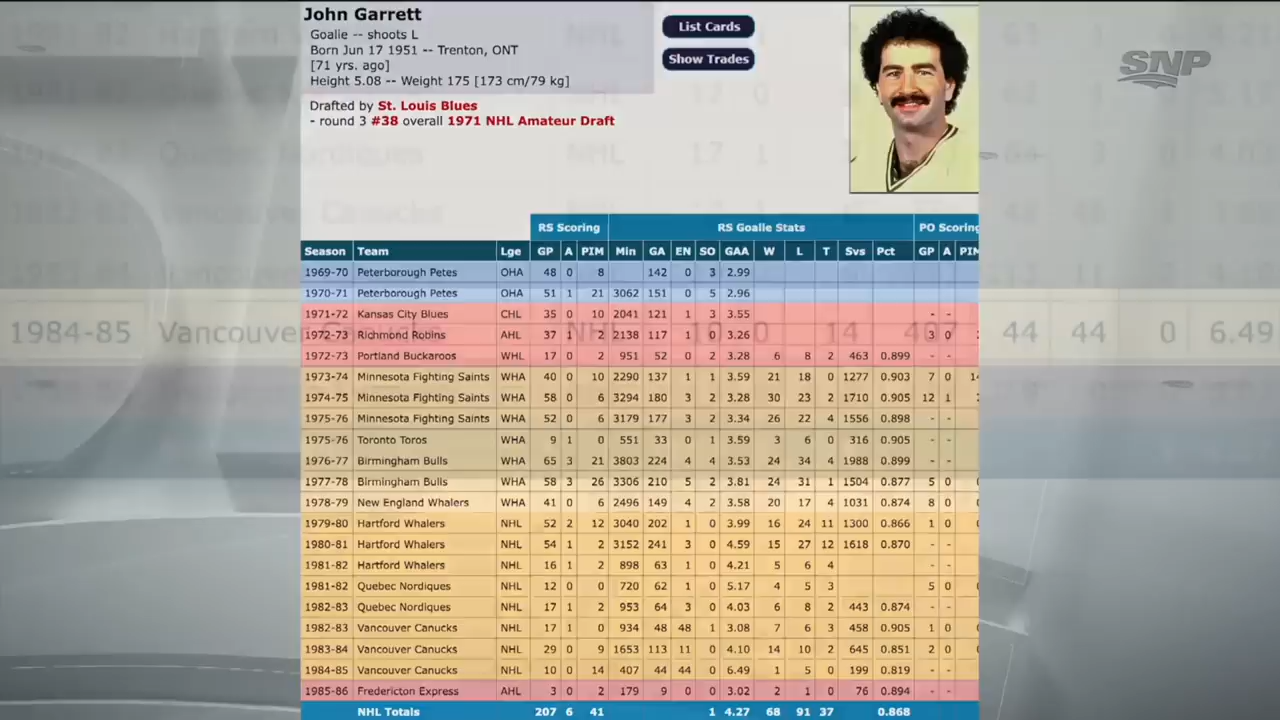 John Garrett
Goalie -- shoots L
Born Jun 17 1951 -- Trenton, ONT
[71 yrs. ago]
Height 5.08 -- Weight 175 [173 cm/79 kg]
Drafted by St. Louis Blues
- round 3 #38 overall 1971 NHL Amateur Draft
List Cards
Show Trades
SNP
RS Scoring RS Goalie Stats PO Scoring
Season Team Lge GP A PIM Min GA EN SO GAA W L T Svs Pct GP A PIM
1969-70 Peterborough Petes OHA 48 0 8 142 0 3 2.99
1970-71 Peterborough Petes OHA 51 1 21 3062 151 0 5 2.96
1971-72 Kansas City Blues CHL 35 0 10 2041 121 1 3 3.55 - -
1972-73 Richmond Robins AHL 37 1 2 2138 117 1 0 3.26 3 0
1972-73 Portland Buckaroos WHL 17 0 2 951 52 0 2 3.28 6 8 2 463 0.899 - -
1973-74 Minnesota Fighting Saints WHA 40 0 10 2290 137 1 1 3.59 21 18 0 1277 0.903 7 0
1974-75 Minnesota Fighting Saints WHA 58 0 6 3294 180 3 2 3.28 30 23 2 1710 0.905 12 1
1975-76 Minnesota Fighting Saints WHA 52 0 6 3179 177 3 2 3.34 26 22 4 1556 0.898 - -
1975-76 Toronto Toros WHA 9 1 0 551 33 0 1 3.59 3 6 0 316 0.905 - -
1976-77 Birmingham Bulls WHA 65 3 21 3803 224 4 4 3.53 24 34 4 1988 0.899 - -
1977-78 Birmingham Bulls WHA 58 3 26 3306 210 5 2 3.81 24 31 1 1504 0.877 5 0
1978-79 New England Whalers WHA 41 0 6 2496 149 4 2 3.58 20 17 4 1031 0.874 8 0
1979-80 Hartford Whalers NHL 52 2 12 3040 202 1 0 3.99 16 24 11 1300 0.866 1 0
1980-81 Hartford Whalers NHL 54 1 2 3152 241 3 0 4.59 15 27 12 1618 0.870 - -
1981-82 Hartford Whalers NHL 16 1 2 898 63 1 0 4.21 5 6 4 - -
1981-82 Quebec Nordiques NHL 12 0 0 720 62 1 0 5.17 4 5 3 5 0
1982-83 Quebec Nordiques NHL 17 1 2 953 64 3 0 4.03 6 8 2 443 0.874 - -
1982-83 Vancouver Canucks NHL 17 1 0 934 48 48 1 3.08 7 6 3 458 0.905 1 0
1983-84 Vancouver Canucks NHL 29 0 9 1653 113 11 0 4.10 14 10 2 645 0.851 2 0
1984-85 Vancouver Canucks NHL 10 0 14 407 44 44 0 6.49 1 5 0 199 0.819 - -
1985-86 Fredericton Express AHL 3 0 2 179 9 0 0 3.02 2 1 0 76 0.894 - -
NHL Totals 207 6 41 1 4.27 68 91 37 0.868
1984-85 Vancouver Canucks NHL 10 0 14 407 44 44 0 6.49